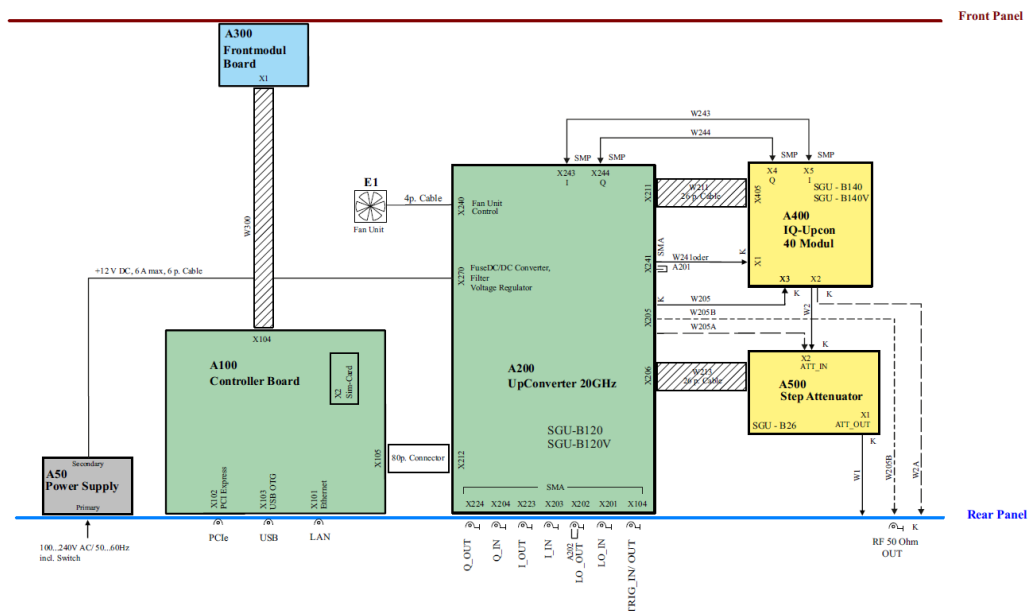 Front Panel
A300
Frontmodul
Board
X1
W300
W243
W244
SMP
SMP
SMP
SMP
X243
I
X244
Q
X4
Q
X5
I
SGU - B140
SGU - B140V
X211
W211
26 p. Cable
X405
A400
IQ-Upcon
40 Modul
E1
Fan Unit
4p. Cable
X240
Fan Unit
Control
SMA
X241
W241oder
A201
K
X1
+12 V DC, 6 A max, 6 p. Cable
X270
FuseDC/DC Converter,
Filter
Voltage Regulator
X3
X2
K
K
K
X205
W205
W205B
W205A
W2
K
X104
A100
Controller Board
X2
Sim-Card
A200
UpConverter 20GHz
X206
W213
26 p. Cable
X2
ATT_IN
A500
Step Attenuator
X1
ATT_OUT
SGU - B26
K
SGU-B120
SGU-B120V
X105
80p. Connector
X212
W1
W205B
W2A
Secondary
A50
Power Supply
Primary
X102
PCI Express
X103
USB OTG
X101
Ethernet
SMA
X224
X204
X223
X203
X202
X201
X104
Rear Panel
100...240V AC/ 50...60Hz
incl. Switch
PCIe
USB
LAN
Q_OUT
Q_IN
I_OUT
I_IN
A202
LO_OUT
LO_IN
TRIG_IN/ OUT
K
RF 50 Ohm
OUT